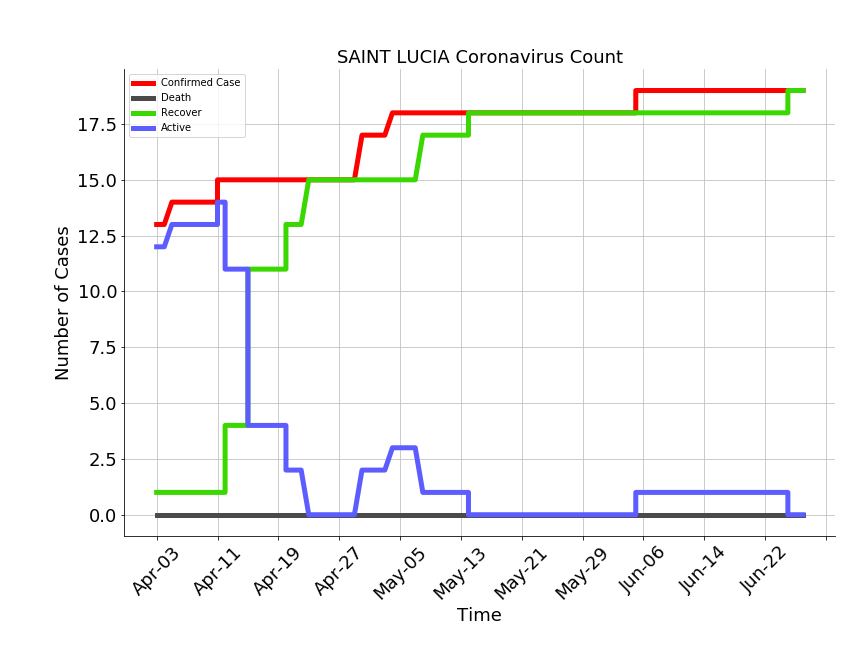 SAINT LUCIA Coronavirus Count
Confirmed Case
Death
Recover
Active
Number of Cases
17.5
15.0
12.5
10.0
7.5
5.0
2.5
0.0
Apr-03 Apr-11 Apr-19 Apr-27 May-05 May-13 May-21 May-29 Jun-06 Jun-14 Jun-22
Time